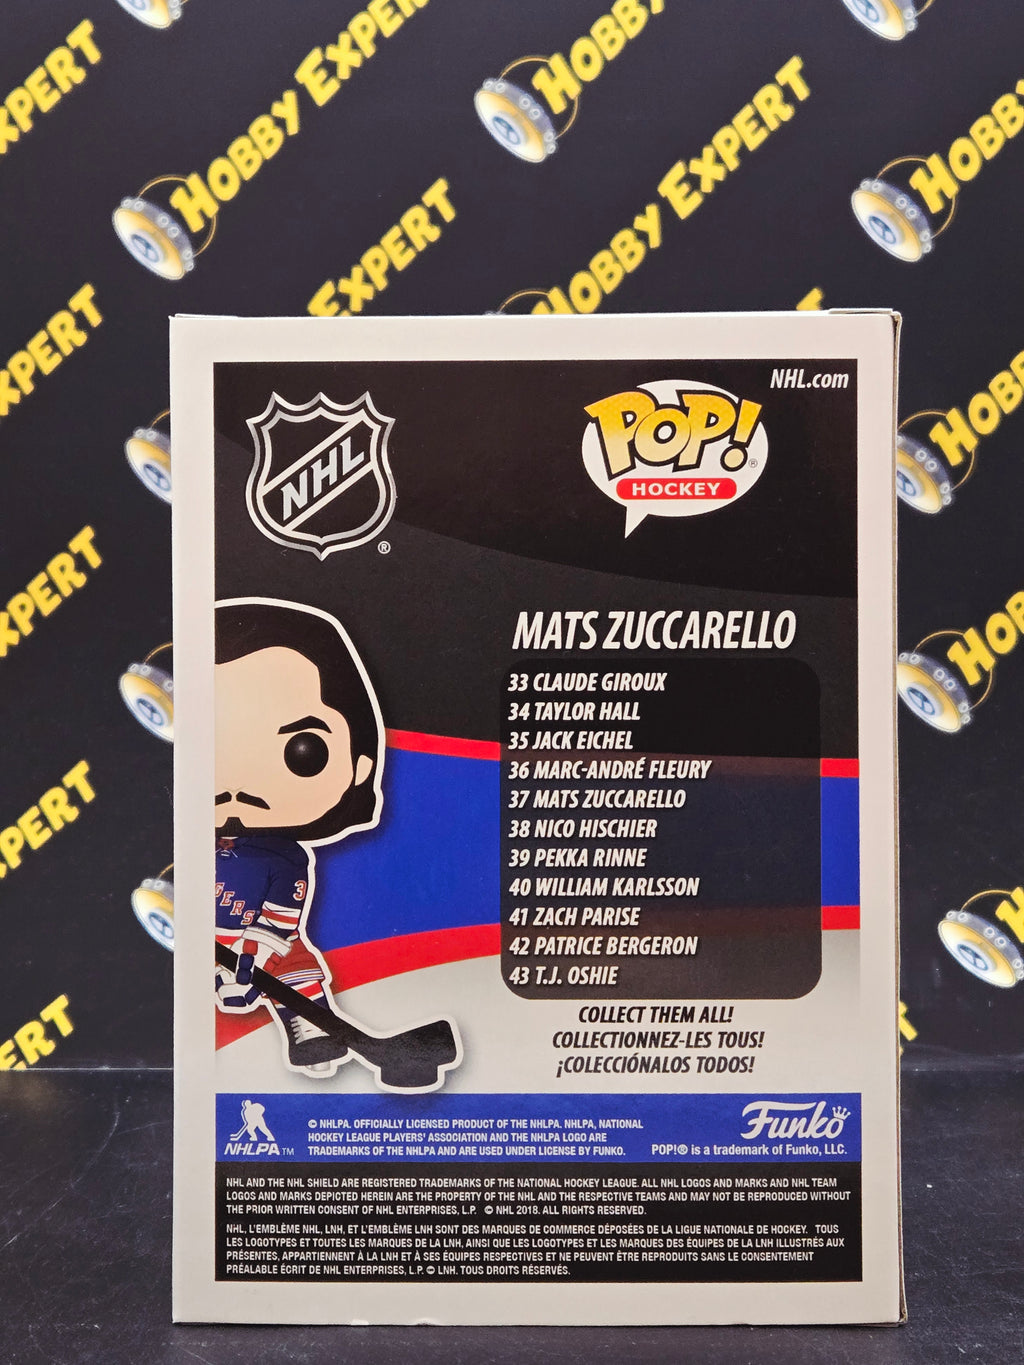 HOBBY EXPERT
HOBBY EXPERT
HOBBY EXPERT
NHL.com
NHL
®
POP!
®
HOCKEY
MATS ZUCCARELLO
33 CLAUDE GIROUX
34 TAYLOR HALL
35 JACK EICHEL
36 MARC-ANDRÉ FLEURY
37 MATS ZUCCARELLO
38 NICO HISCHIER
39 PEKKA RINNE
40 WILLIAM KARLSSON
41 ZACH PARISE
42 PATRICE BERGERON
43 T.J. OSHIE
3
GERS
COLLECT THEM ALL!
COLLECTIONNEZ-LES TOUS!
¡COLECCIÓNALOS TODOS!
NHLPA TM
© NHLPA. OFFICIALLY LICENSED PRODUCT OF THE NHLPA. NHLPA, NATIONAL
HOCKEY LEAGUE PLAYERS' ASSOCIATION AND THE NHLPA LOGO ARE
TRADEMARKS OF THE NHLPA AND ARE USED UNDER LICENSE BY FUNKO.
Funko
POP!® is a trademark of Funko, LLC.
NHL AND THE NHL SHIELD ARE REGISTERED TRADEMARKS OF THE NATIONAL HOCKEY LEAGUE. ALL NHL LOGOS AND MARKS AND NHL TEAM
LOGOS AND MARKS DEPICTED HEREIN ARE THE PROPERTY OF THE NHL AND THE RESPECTIVE TEAMS AND MAY NOT BE REPRODUCED WITHOUT
THE PRIOR WRITTEN CONSENT OF NHL ENTERPRISES, L.P. © NHL 2018. ALL RIGHTS RESERVED.
NHL, L'EMBLÈME NHL, LNH, ET L'EMBLÈME LNH SONT DES MARQUES DE COMMERCE DÉPOSÉES DE LA LIGUE NATIONALE DE HOCKEY. TOUS
LES LOGOTYPES ET TOUTES LES MARQUES DE LA LNH, AINSI QUE LES LOGOTYPES ET LES MARQUES DES ÉQUIPES DE LA LNH ILLUSTRÉS AUX
PRÉSENTES, APPARTIENNENT À LA LNH ET À SES ÉQUIPES RESPECTIVES ET NE PEUVENT ÊTRE REPRODUITS SANS LE CONSENTEMENT
PRÉALABLE ÉCRIT DE NHL ENTERPRISES, L.P. © LNH. TOUS DROITS RÉSERVÉS.